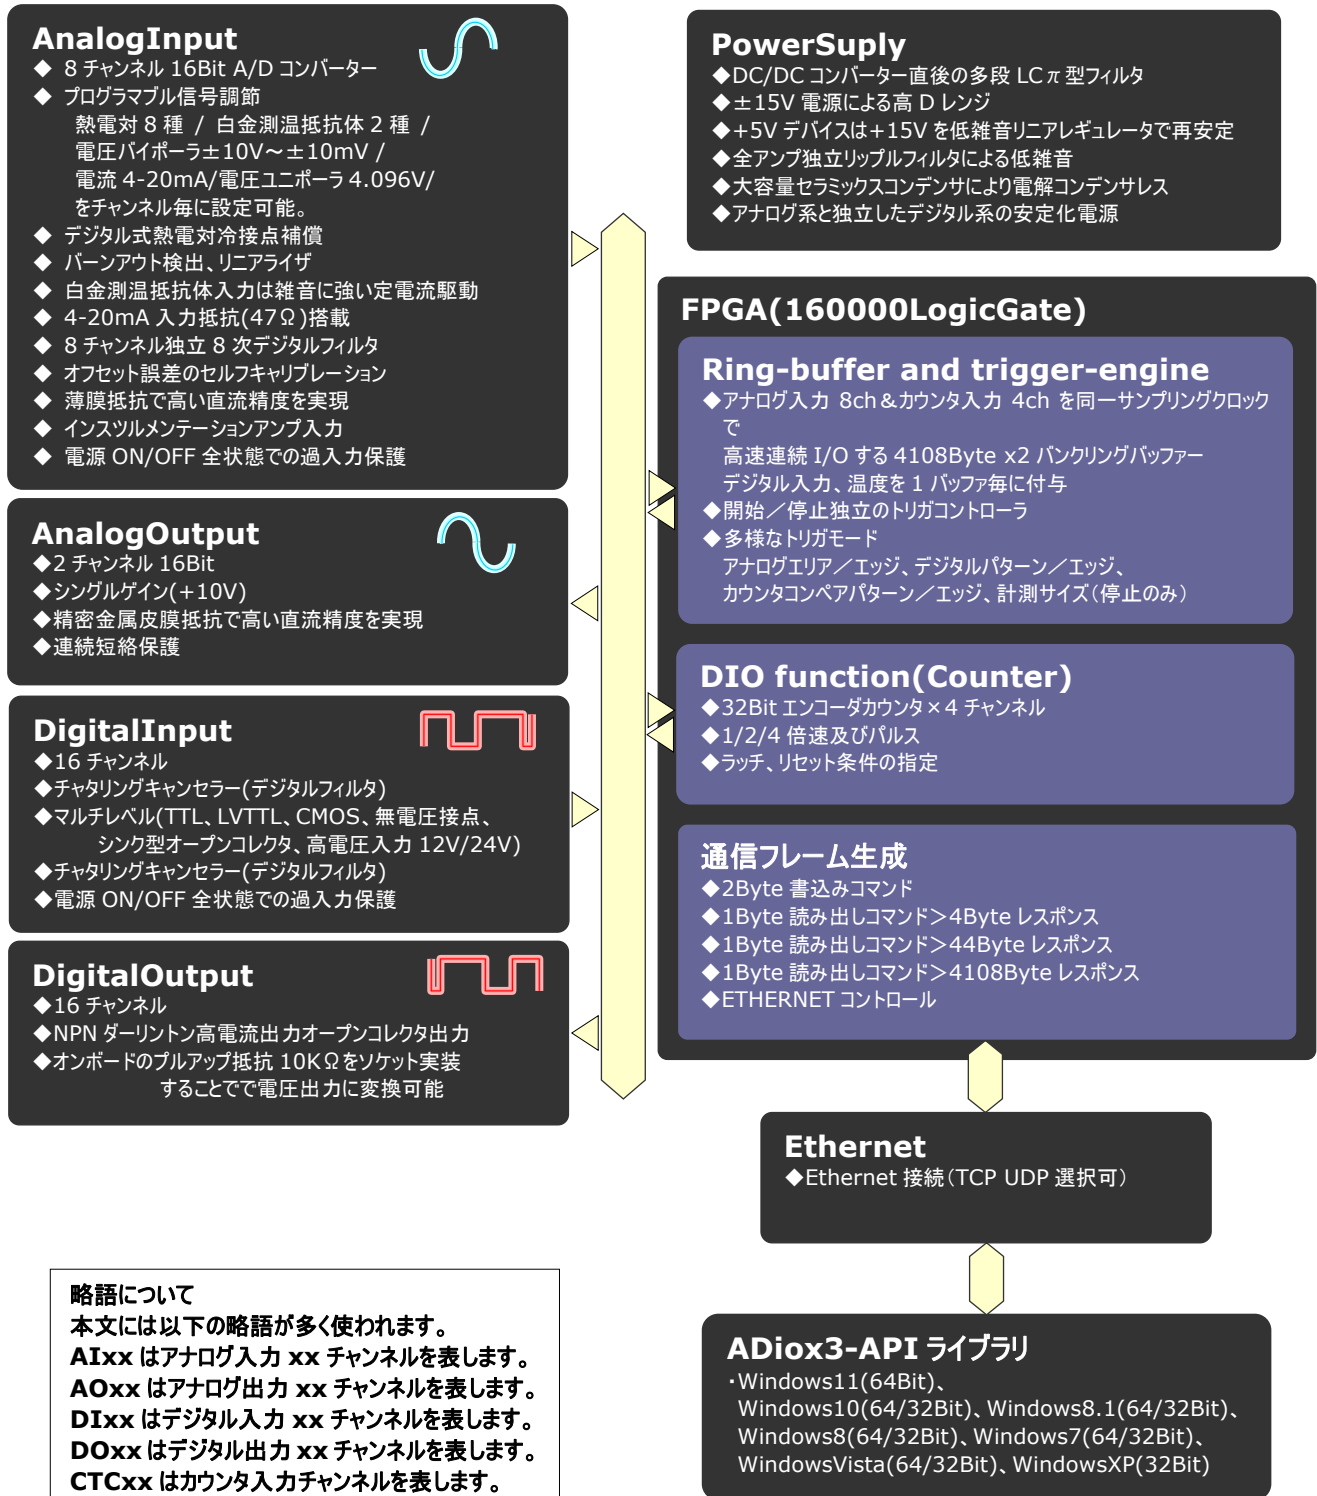 AnalogInput
◆ 8 チャンネル 16Bit A/D コンバーター
◆ プログラマブル信号調節
熱電対 8 種 / 白金測温抵抗体 2 種 /
電圧バイポーラ±10V～±10mV /
電流 4-20mA/電圧ユニポーラ 4.096V/
をチャンネル毎に設定可能。
◆ デジタル式熱電対冷接点補償
◆ バーンアウト検出、リニアライザ
◆ 白金測温抵抗体入力は雑音に強い定電流駆動
◆ 4-20mA 入力抵抗(47Ω)搭載
◆ 8 チャンネル独立 8 次デジタルフィルタ
◆ オフセット誤差のセルフキャリブレーション
◆ 薄膜抵抗で高い直流精度を実現
◆ インスツルメンテーションアンプ入力
◆ 電源 ON/OFF 全状態での過入力保護
AnalogOutput
◆2 チャンネル 16Bit
◆シングルゲイン(+10V)
◆精密金属皮膜抵抗で高い直流精度を実現
◆連続短絡保護
DigitalInput
◆16 チャンネル
◆チャタリングキャンセラー(デジタルフィルタ)
◆マルチレベル(TTL、LVTTL、CMOS、無電圧接点、
シンク型オープンコレクタ、高電圧入力 12V/24V)
◆チャタリングキャンセラー(デジタルフィルタ)
◆電源 ON/OFF 全状態での過入力保護
DigitalOutput
◆16 チャンネル
◆NPN ダーリントン高電流出力オープンコレクタ出力
◆オンボードのプルアップ抵抗 10KΩをソケット実装
することでで電圧出力に変換可能
PowerSuply
◆DC/DC コンバーター直後の多段 LCπ型フィルタ
◆±15V 電源による高 D レンジ
◆+5V デバイスは+15V を低雑音リニアレギュレータで再安定
◆全アンプ独立リップルフィルタによる低雑音
◆大容量セラミックスコンデンサにより電解コンデンサレス
◆アナログ系と独立したデジタル系の安定化電源
FPGA(160000LogicGate)
Ring-buffer and trigger-engine
◆アナログ入力 8ch＆カウンタ入力 4ch を同一サンプリングクロック
で
高速連続 I/O する 4108Byte x2 バンクリングバッファー
デジタル入力、温度を 1 バッファ毎に付与
◆開始／停止独立のトリガコントローラ
◆多様なトリガモード
アナログエリア／エッジ、デジタルパターン／エッジ、
カウンタコンペアパターン／エッジ、計測サイズ（停止のみ）
DIO function(Counter)
◆32Bit エンコーダカウンタ×4 チャンネル
◆1/2/4 倍速及びパルス
◆ラッチ、リセット条件の指定
通信フレーム生成
◆2Byte 書込みコマンド
◆1Byte 読み出しコマンド＞4Byte レスポンス
◆1Byte 読み出しコマンド＞44Byte レスポンス
◆1Byte 読み出しコマンド＞4108Byte レスポンス
◆ETHERNET コントロール
Ethernet
◆Ethernet 接続（TCP UDP 選択可）
ADiox3-API ライブラリ
・Windows11(64Bit)、
Windows10(64/32Bit)、Windows8.1(64/32Bit)、
Windows8(64/32Bit)、Windows7(64/32Bit)、
WindowsVista(64/32Bit)、WindowsXP(32Bit)
略語について
本文には以下の略語が多く使われます。
AIxx はアナログ入力 xx チャンネルを表します。
AOxx はアナログ出力 xx チャンネルを表します。
DIxx はデジタル入力 xx チャンネルを表します。
DOxx はデジタル出力 xx チャンネルを表します。
CTCxx はカウンタ入力チャンネルを表します。